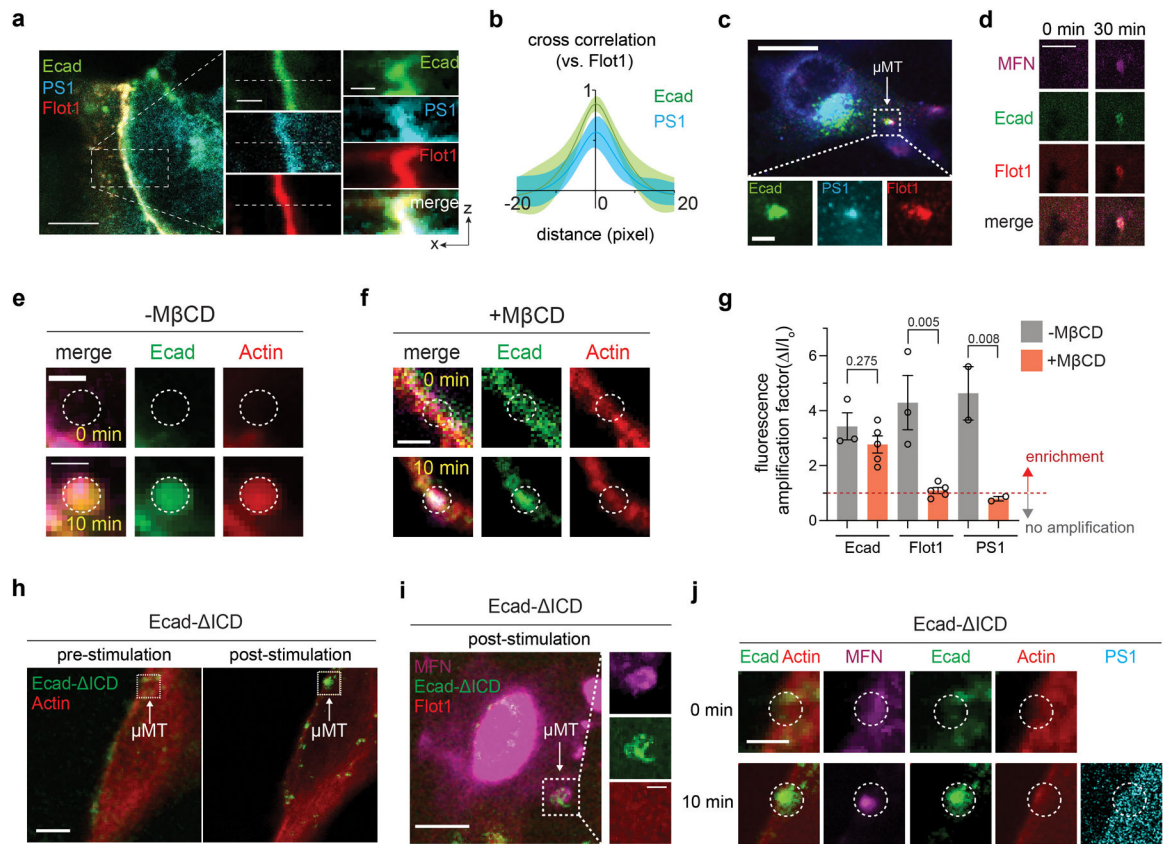 a
Ecad
PS1
Flot1
Ecad
PS1
Flot1
merge
z
x
b
cross correlation
(vs. Flot1)
1
Ecad
PS1
-20
0
20
distance (pixel)
c
μMT
Ecad
PS1
Flot1
d
0 min
30 min
MFN
Ecad
Flot1
merge
e
-MβCD
merge
Ecad
Actin
0 min
10 min
f
+MβCD
merge
Ecad
Actin
0 min
10 min
g
fluorescence
amplification factor(ΔI/I₀)
8
6
4
2
0
0.275
0.005
0.008
-MβCD
+MβCD
enrichment
no amplification
Ecad
Flot1
PS1
h
Ecad-ΔICD
pre-stimulation
post-stimulation
Ecad-ΔICD
Actin
μMT
μMT
i
Ecad-ΔICD
post-stimulation
MFN
Ecad-ΔICD
Flot1
μMT
j
Ecad-ΔICD
Ecad Actin
MFN
Ecad
Actin
PS1
0 min
10 min